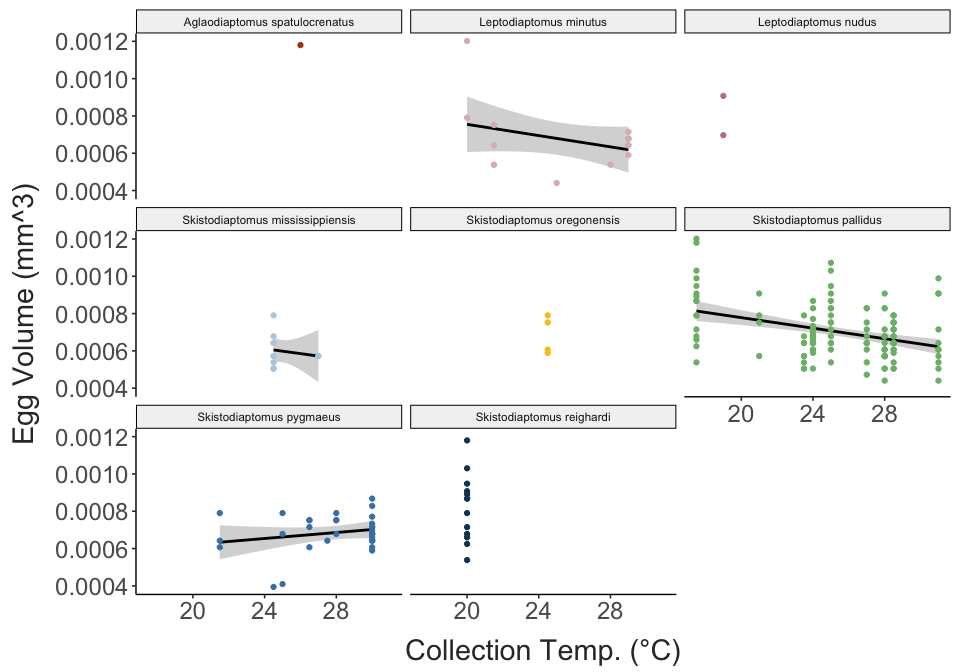 Aglaodiaptomus spatulocrenatus Leptodiaptomus minutus Leptodiaptomus nudus
0.0012
0.0010
0.0008
0.0006
0.0004
Skistodiaptomus mississippiensis Skistodiaptomus oregonensis Skistodiaptomus pallidus
0.0012
0.0010
0.0008
0.0006
0.0004
20 24 28
Skistodiaptomus pygmaeus Skistodiaptomus reighardi
0.0012
0.0010
0.0008
0.0006
0.0004
20 24 28 20 24 28
Egg Volume (mm^3)
Collection Temp. (°C)